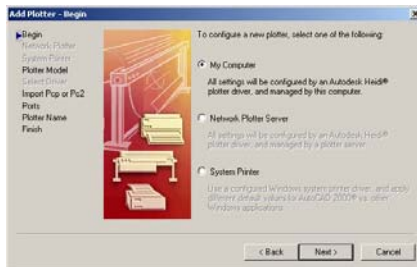 Add Plotter - Begin
Begin
Network Plotter
System Printer
Plotter Model
Select Driver
Import Pcp or Pc2
Ports
Plotter Name
Finish
To configure a new plotter, select one of the following:
My Computer
All settings will be configured by an Autodesk Heidi®
plotter driver, and managed by this computer.
Network Plotter Server
All settings will be configured by an Autodesk Heidi®
plotter driver, and managed by a plotter server.
System Printer
Use a configured Windows system printer driver, and apply
different default values for AutoCAD 2000® vs. other
Windows applications.
< Back
Next >
Cancel